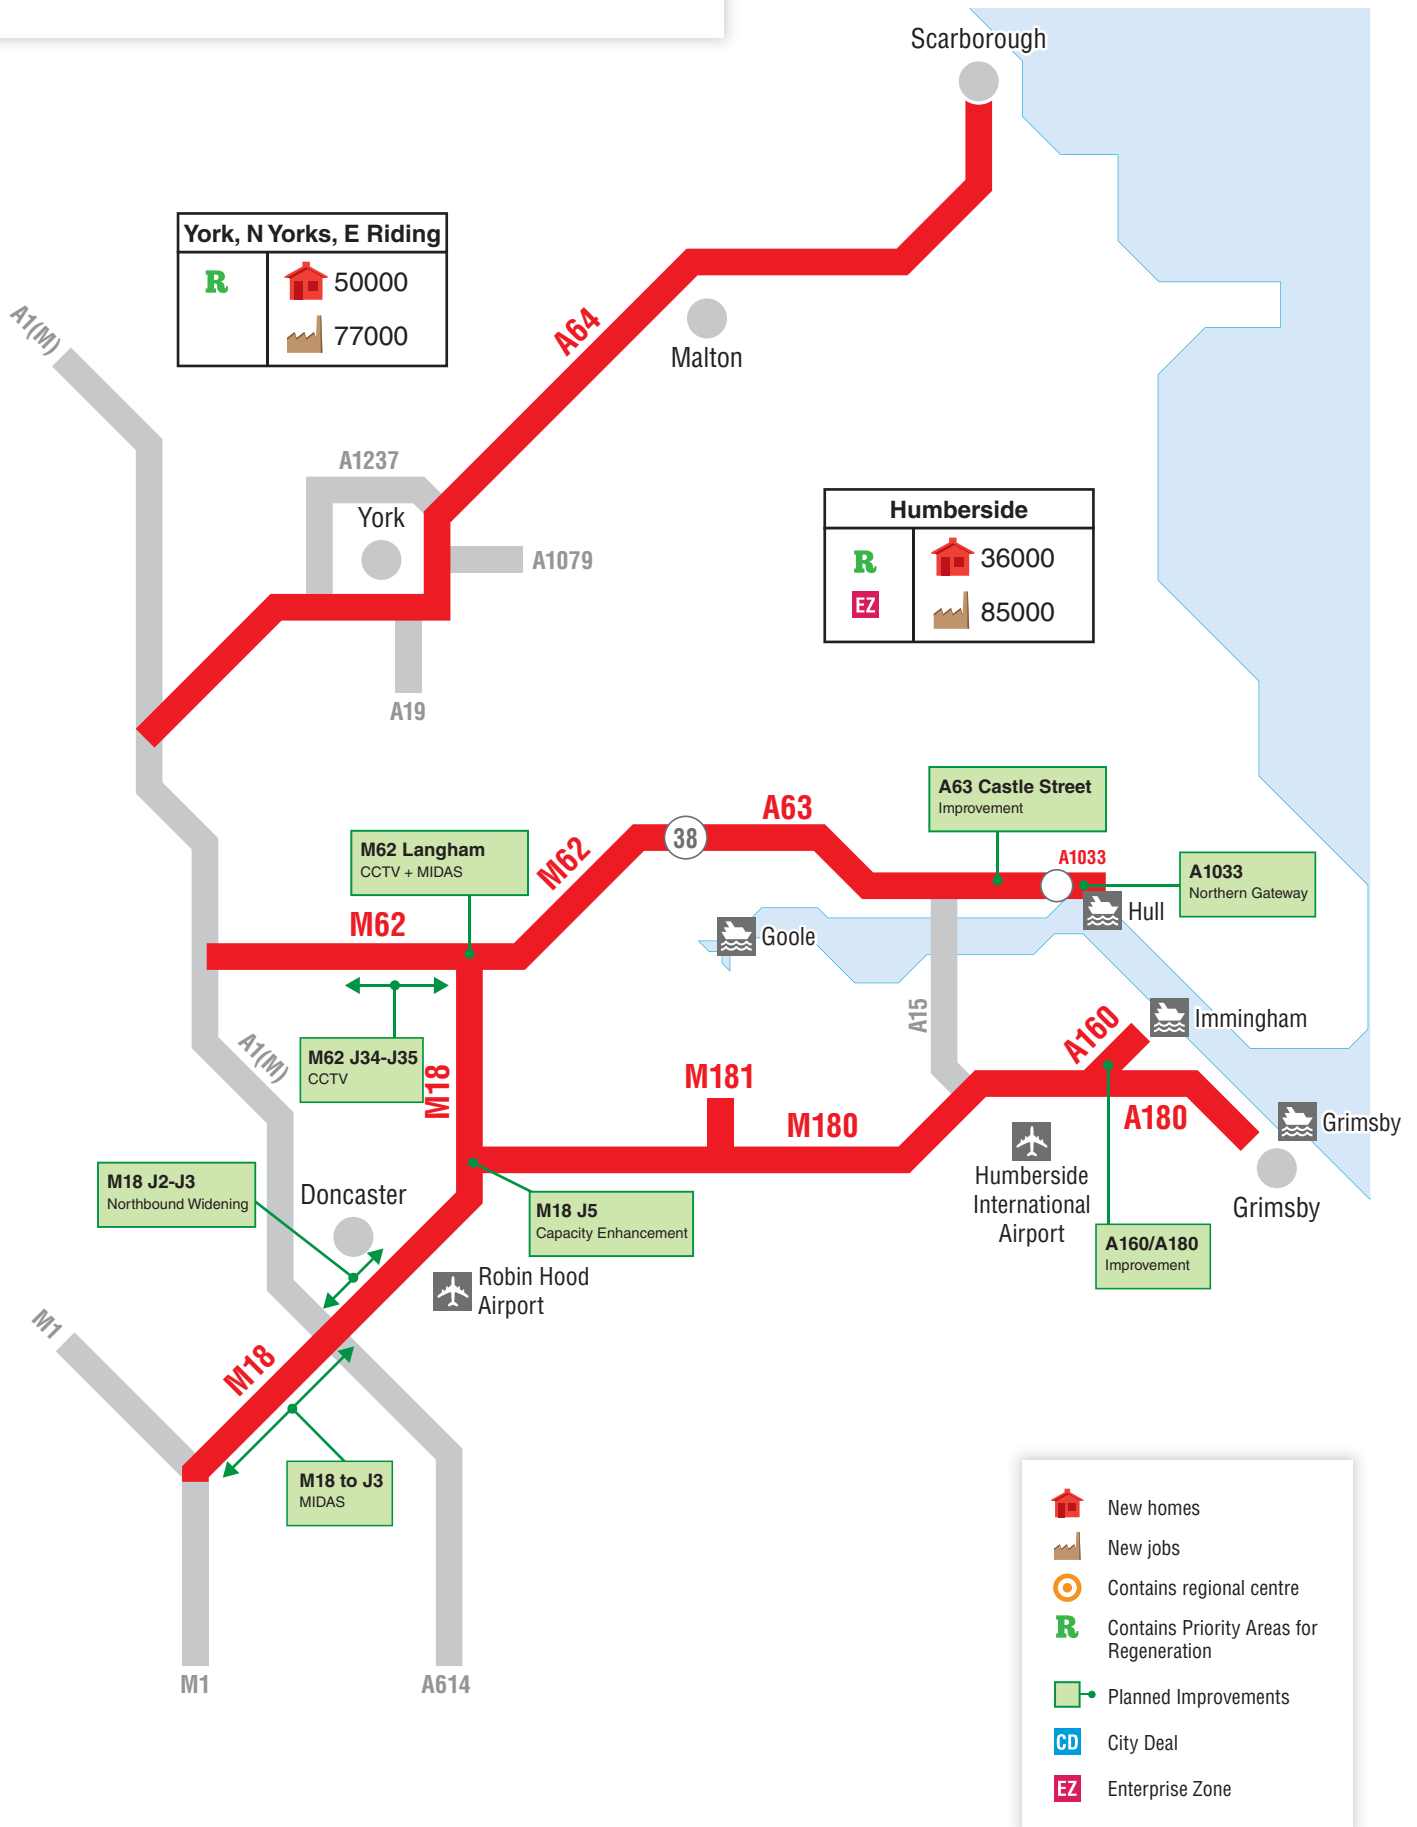 Scarborough
York, N Yorks, E Riding
R
50000
77000
A1(M)
A64
Malton
A1237
York
A1079
A19
Humberside
R
36000
EZ
85000
A63 Castle Street
Improvement
A63
M62 Langham
CCTV + MIDAS
M62
38
A1033
A1033
Northern Gateway
Hull
M62
Goole
A15
Immingham
A160
M62 J34-J35
CCTV
A1(M)
M18
M181
M180
A180
Grimsby
M18 J2-J3
Northbound Widening
Doncaster
M18 J5
Capacity Enhancement
Humberside
International
Airport
Grimsby
A160/A180
Improvement
Robin Hood
Airport
M1
M18
M18 to J3
MIDAS
M1
A614
New homes
New jobs
Contains regional centre
R
Contains Priority Areas for
Regeneration
Planned Improvements
CD
City Deal
EZ
Enterprise Zone